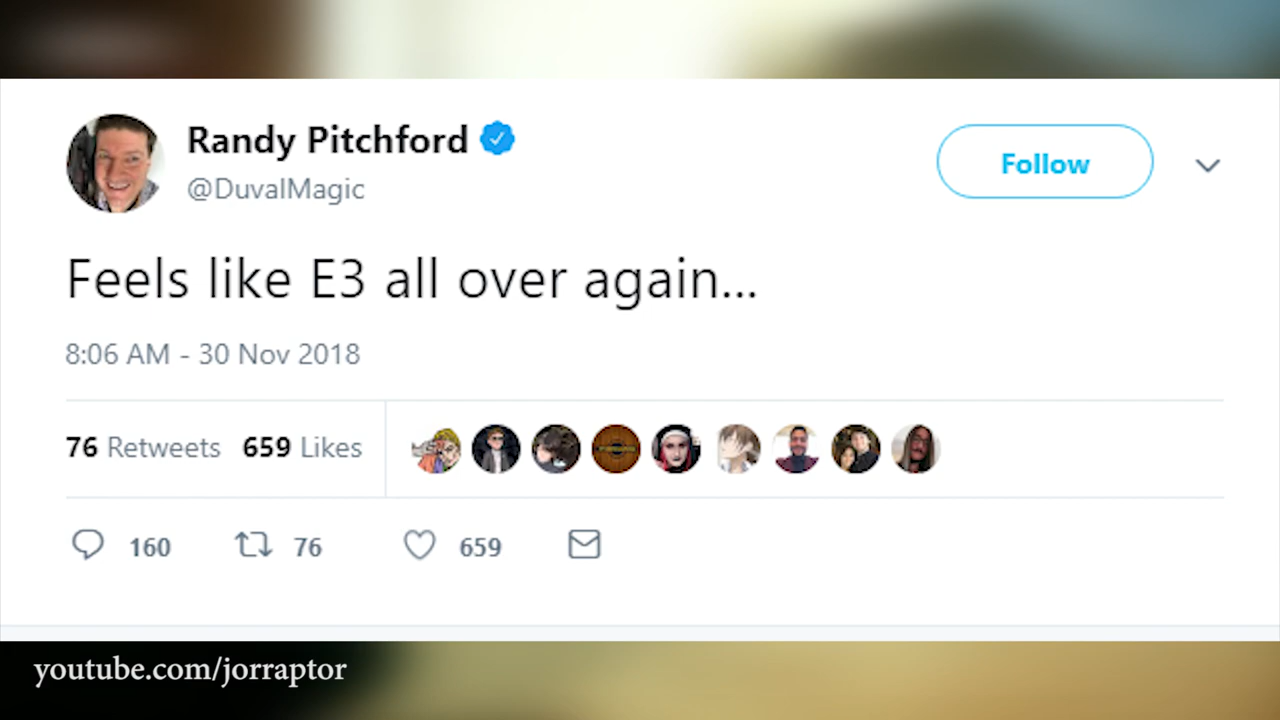 Randy Pitchford
@DuvalMagic
Follow
Feels like E3 all over again...
8:06 AM - 30 Nov 2018
76 Retweets 659 Likes
160 76 659
youtube.com/jorraptor